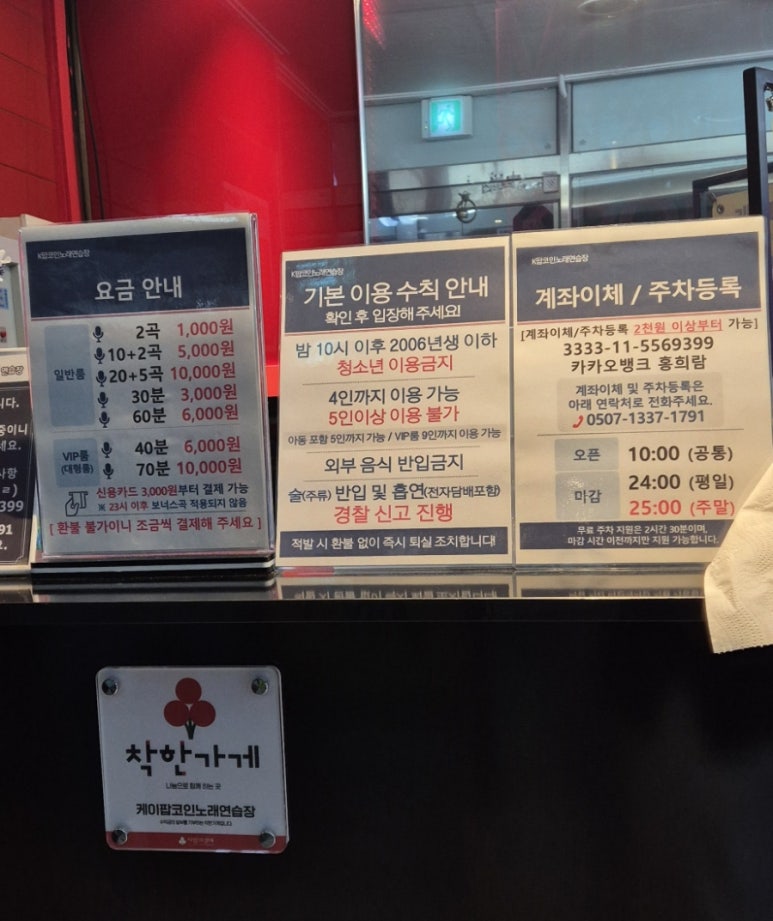 K팝코인노래연습장
요금 안내
일반룸
2곡 1,000원
10+2곡 5,000원
20+5곡 10,000원
30분 3,000원
60분 6,000원
VIP룸
(대형룸)
40분 6,000원
70분 10,000원
신용카드 3,000원부터 결제 가능
※ 23시 이후 보너스곡 적용되지 않음
[ 환불 불가이니 조금씩 결제해 주세요 ]
K팝코인노래연습장
기본 이용 수칙 안내
확인 후 입장해 주세요!
밤 10시 이후 2006년생 이하
청소년 이용금지
4인까지 이용 가능
5인이상 이용 불가
아동 포함 5인까지 가능 / VIP룸 9인까지 이용 가능
외부 음식 반입금지
술(주류) 반입 및 흡연(전자담배포함)
경찰 신고 진행
적발 시 환불 없이 즉시 퇴실 조치합니다!
K팝코인노래연습장
계좌이체 / 주차등록
[계좌이체/주차등록 2천원 이상부터 가능]
3333-11-5569399
카카오뱅크 홍희람
계좌이체 및 주차등록은
아래 연락처로 전화주세요.
0507-1337-1791
오픈 10:00 (공통)
마감 24:00 (평일)
25:00 (주말)
무료 주차 지원은 2시간 30분이며,
마감 시간 이전까지만 지원 가능합니다.
399
91
착한가게
나눔으로 함께 하는 곳
케이팝코인노래연습장